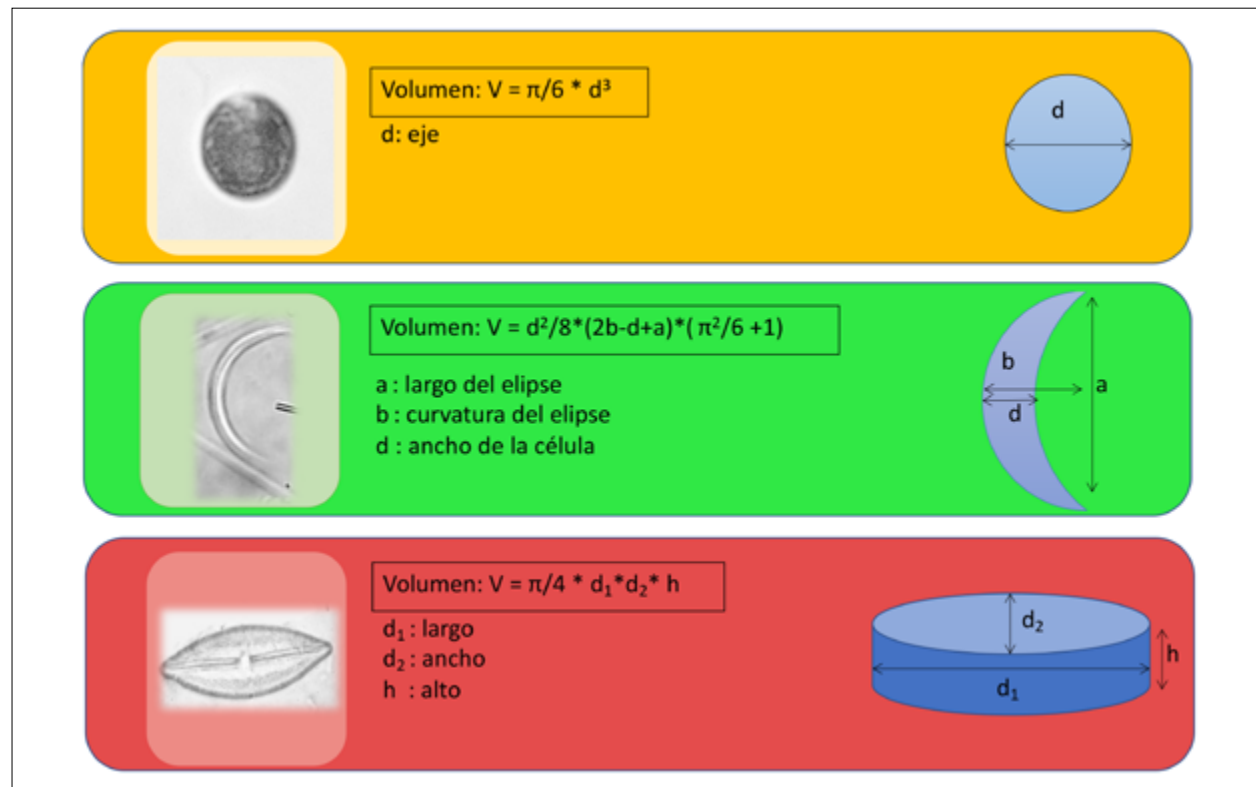 Volumen: V = π/6 * d³
d: eje
d
Volumen: V = d²/8*(2b-d+a)*( π²/6 +1)
a : largo del elipse
b : curvatura del elipse
d : ancho de la célula
b
a
d
Volumen: V = π/4 * d₁*d₂* h
d₁ : largo
d₂ : ancho
h : alto
d₂
h
d₁